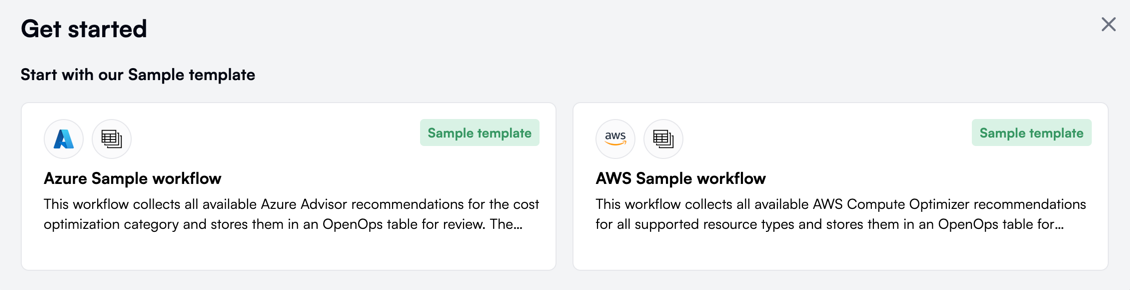 Get started
Start with our Sample template
Sample template
Azure Sample workflow
This workflow collects all available Azure Advisor recommendations for the cost
optimization category and stores them in an OpenOps table for review. The...
aws
Sample template
AWS Sample workflow
This workflow collects all available AWS Compute Optimizer recommendations
for all supported resource types and stores them in an OpenOps table for...